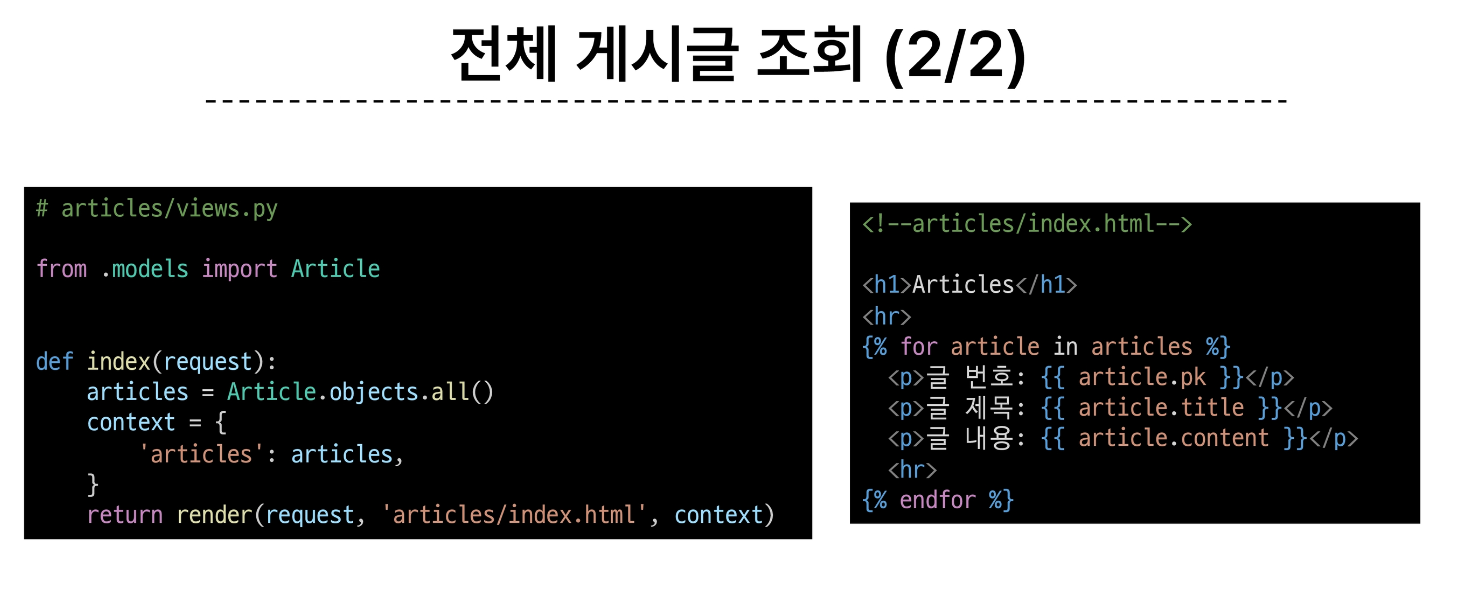 전체 게시글 조회 (2/2)
# articles/views.py
from .models import Article
def index(request):
    articles = Article.objects.all()
    context = {
        'articles': articles,
    }
    return render(request, 'articles/index.html', context)
<!--articles/index.html-->
<h1>Articles</h1>
<hr>
{% for article in articles %}
  <p>글 번호: {{ article.pk }}</p>
  <p>글 제목: {{ article.title }}</p>
  <p>글 내용: {{ article.content }}</p>
  <hr>
{% endfor %}